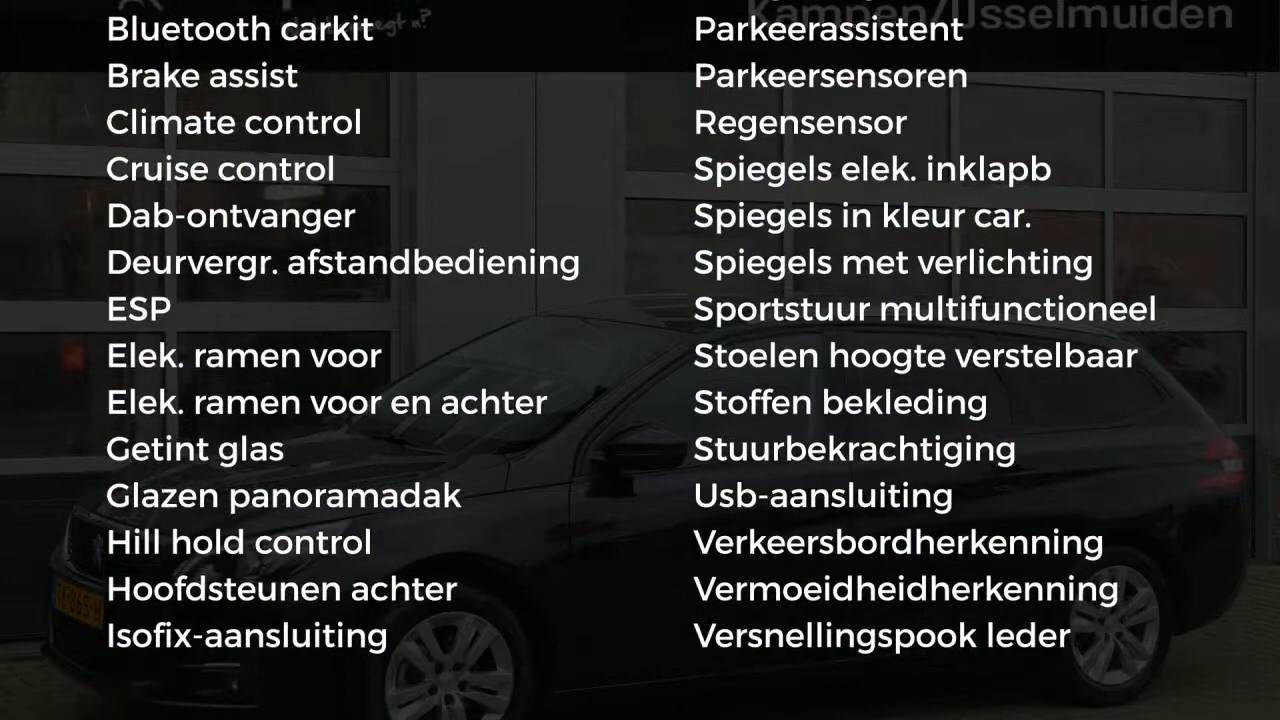 Kampen/IJsselmuiden
Bluetooth carkit
Brake assist
Climate control
Cruise control
Dab-ontvanger
Deurvergr. afstandbediening
ESP
Elek. ramen voor
Elek. ramen voor en achter
Getint glas
Glazen panoramadak
Hill hold control
Hoofdsteunen achter
Isofix-aansluiting
Parkeerassistent
Parkeersensoren
Regensensor
Spiegels elek. inklapb
Spiegels in kleur car.
Spiegels met verlichting
Sportstuur multifunctioneel
Stoelen hoogte verstelbaar
Stoffen bekleding
Stuurbekrachtiging
Usb-aansluiting
Verkeersbordherkenning
Vermoeidheidherkenning
Versnellingspook leder